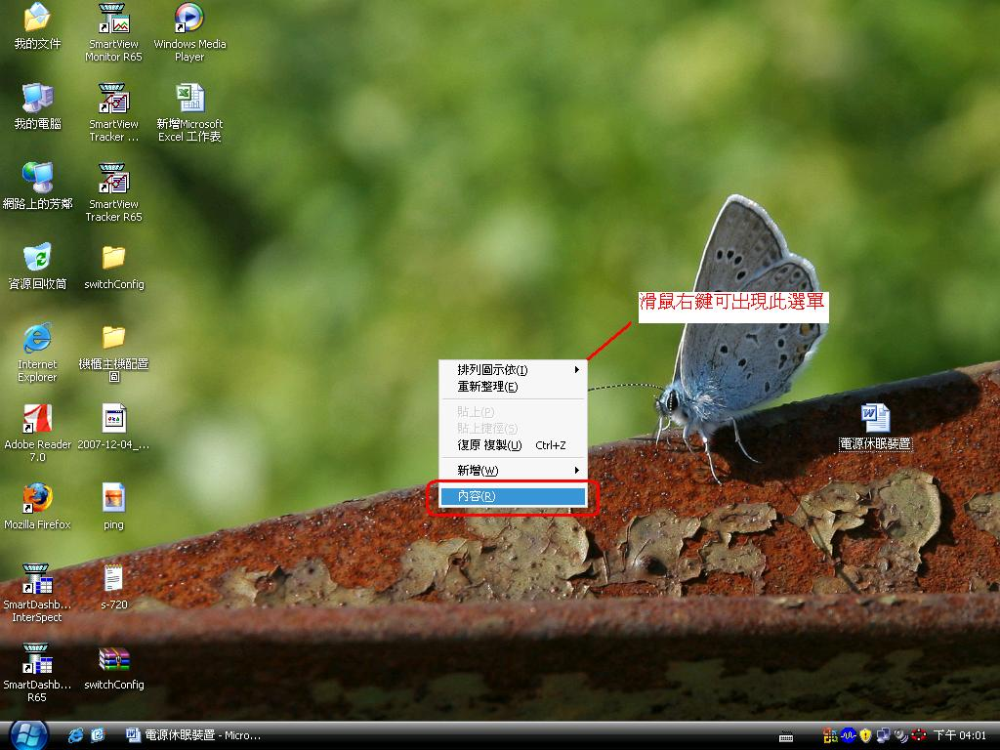 我的文件
SmartView
Monitor R65
Windows Media
Player
我的電腦
SmartView
Tracker ...
新增Microsoft
Excel 工作表
網路上的芳鄰
SmartView
Tracker R65
資源回收筒
switchConfig
Internet
Explorer
機櫃主機配置
圖
Adobe Reader
7.0
2007-12-04_...
Mozilla Firefox
ping
SmartDashb...
InterSpect
s-720
SmartDashb...
R65
switchConfig
滑鼠右鍵可出現此選單
排列圖示依(I)
重新整理(E)
貼上(P)
貼上捷徑(S)
復原 複製(U) Ctrl+Z
新增(W)
內容(R)
電源休眠裝置
電源休眠裝置 - Micro...
下午 04:01